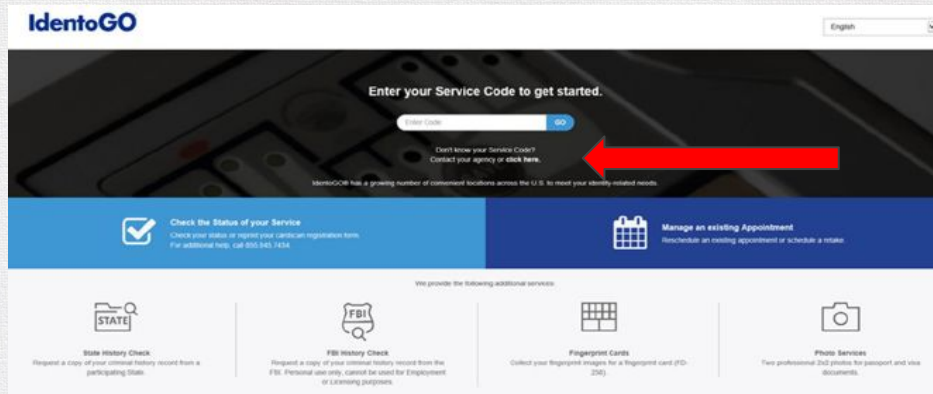 IdentoGO
English
Enter your Service Code to get started.
Enter Code
GO
Don't know your Service Code?
Contact your agency or click here.
IdentoGO® has a growing number of convenient locations across the U.S. to meet your identity-related needs.
Check the Status of your Service
Check your status or reprint your cardscan registration form.
For additional help, call 855.845.7434.
Manage an existing Appointment
Reschedule an existing appointment or schedule a retake.
We provide the following additional services:
STATE
State History Check
Request a copy of your criminal history record from a
participating State.
FBI
FBI History Check
Request a copy of your criminal history record from the
FBI. Personal use only, cannot be used for Employment
or Licensing purposes.
Fingerprint Cards
Collect your fingerprint images for a fingerprint card (FD-
258).
Photo Services
Two professional 2x2 photos for passport and visa
documents.